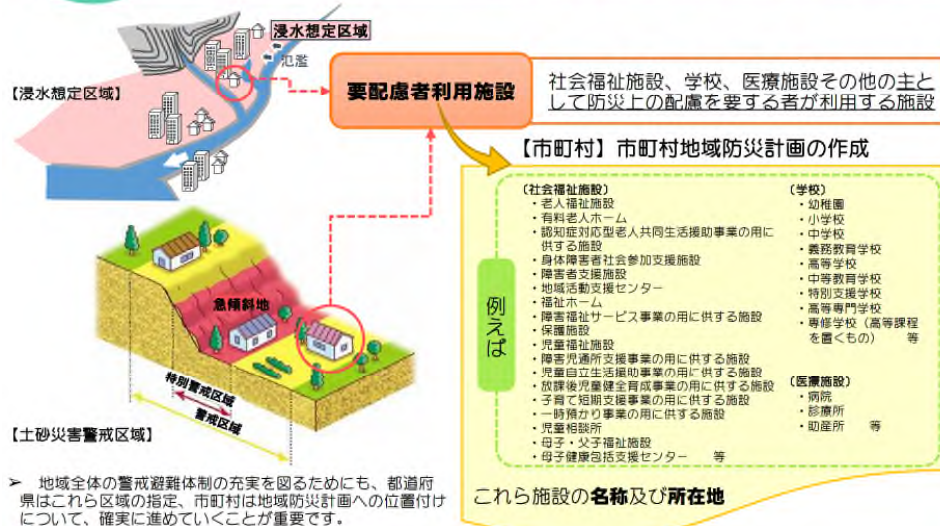 浸水想定区域
氾濫
【浸水想定区域】
要配慮者利用施設
社会福祉施設、学校、医療施設その他の主と
して防災上の配慮を要する者が利用する施設
【市町村】市町村地域防災計画の作成
例えば
(社会福祉施設)
・老人福祉施設
・有料老人ホーム
・認知症対応型老人共同生活援助事業の用に
供する施設
・身体障害者社会参加支援施設
・障害者支援施設
・地域活動支援センター
・福祉ホーム
・障害福祉サービス事業の用に供する施設
・保護施設
・児童福祉施設
・障害児通所支援事業の用に供する施設
・児童自立生活援助事業の用に供する施設
・放課後児童健全育成事業の用に供する施設
・子育て短期支援事業の用に供する施設
・一時預かり事業の用に供する施設
・児童相談所
・母子・父子福祉施設
・母子健康包括支援センター 等
(学校)
・幼稚園
・小学校
・中学校
・義務教育学校
・高等学校
・中等教育学校
・特別支援学校
・高等専門学校
・専修学校(高等課程
を置くもの) 等
(医療施設)
・病院
・診療所
・助産所 等
これら施設の名称及び所在地
急傾斜地
特別警戒区域
警戒区域
【土砂災害警戒区域】
➢ 地域全体の警戒避難体制の充実を図るためにも、都道府
県はこれら区域の指定、市町村は地域防災計画への位置付け
について、確実に進めていくことが重要です。